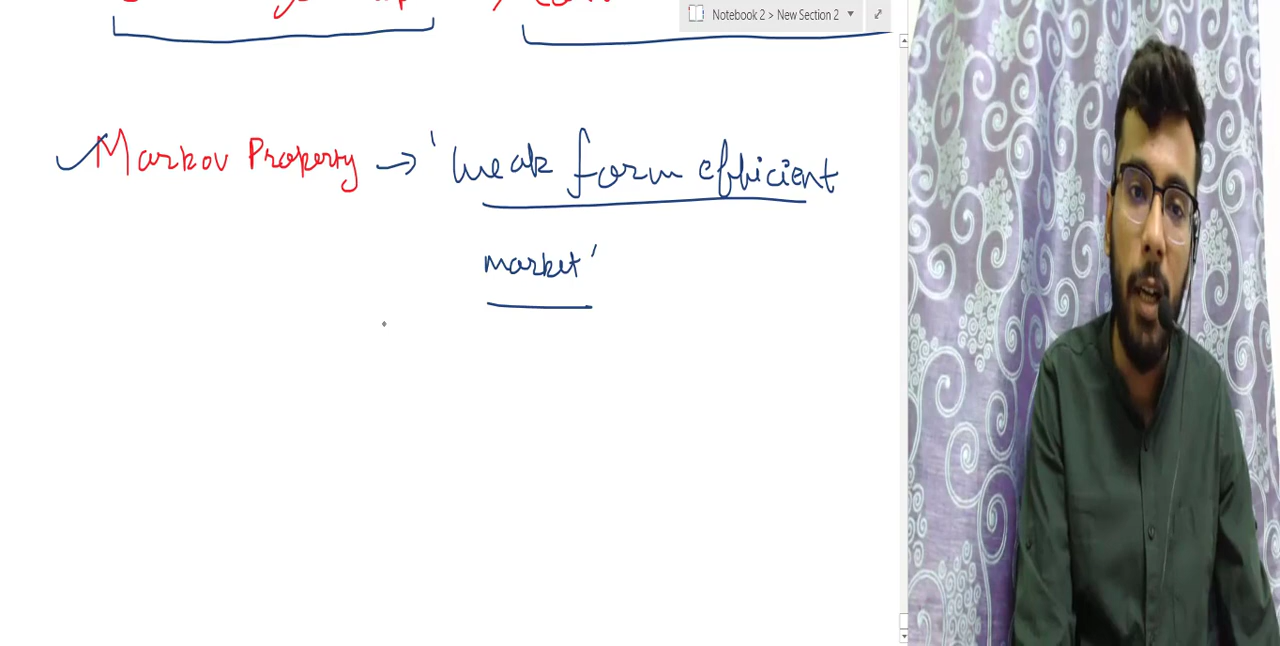 Notebook 2 > New Section 2
Markov Property → 'weak form efficient
market'